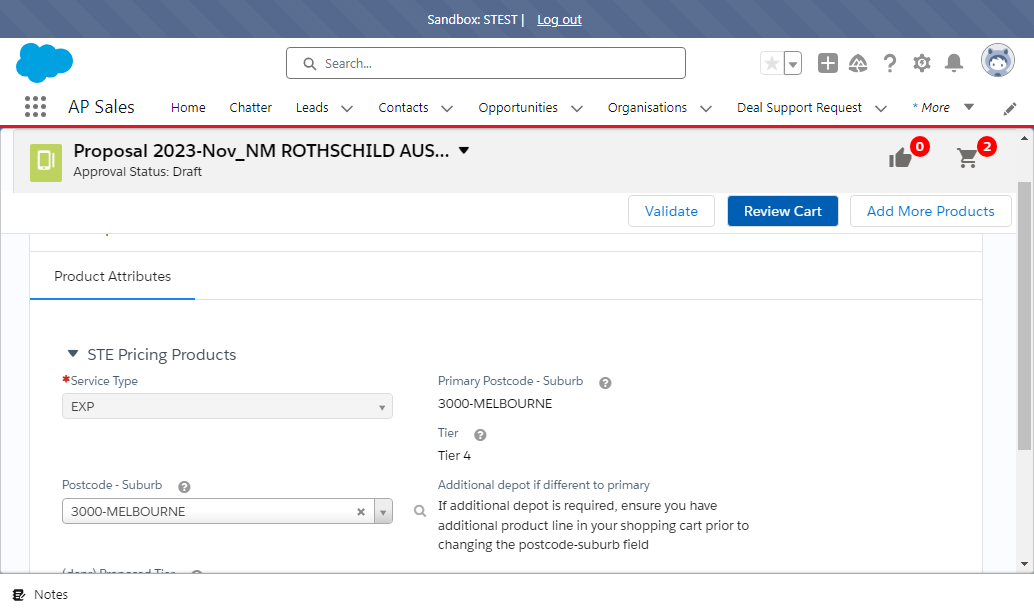 Sandbox: STEST | Log out
Search...
AP Sales Home Chatter Leads Contacts Opportunities Organisations Deal Support Request * More
Proposal 2023-Nov_NM ROTHSCHILD AUS...
Approval Status: Draft
0
2
Validate Review Cart Add More Products
Product Attributes
STE Pricing Products
*Service Type
EXP
Primary Postcode - Suburb
3000-MELBOURNE
Tier
Tier 4
Postcode - Suburb
3000-MELBOURNE
Additional depot if different to primary
If additional depot is required, ensure you have
additional product line in your shopping cart prior to
changing the postcode-suburb field
Notes